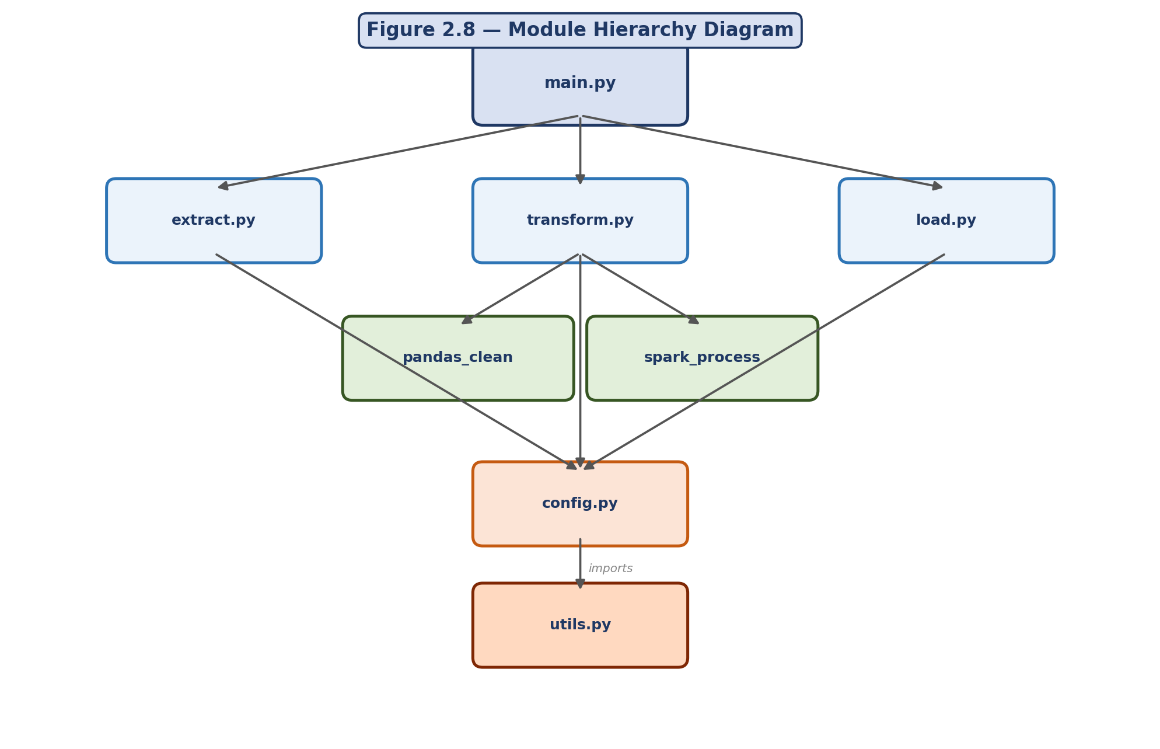 Figure 2.8 — Module Hierarchy Diagram
main.py
extract.py
transform.py
load.py
pandas_clean
spark_process
config.py
imports
utils.py